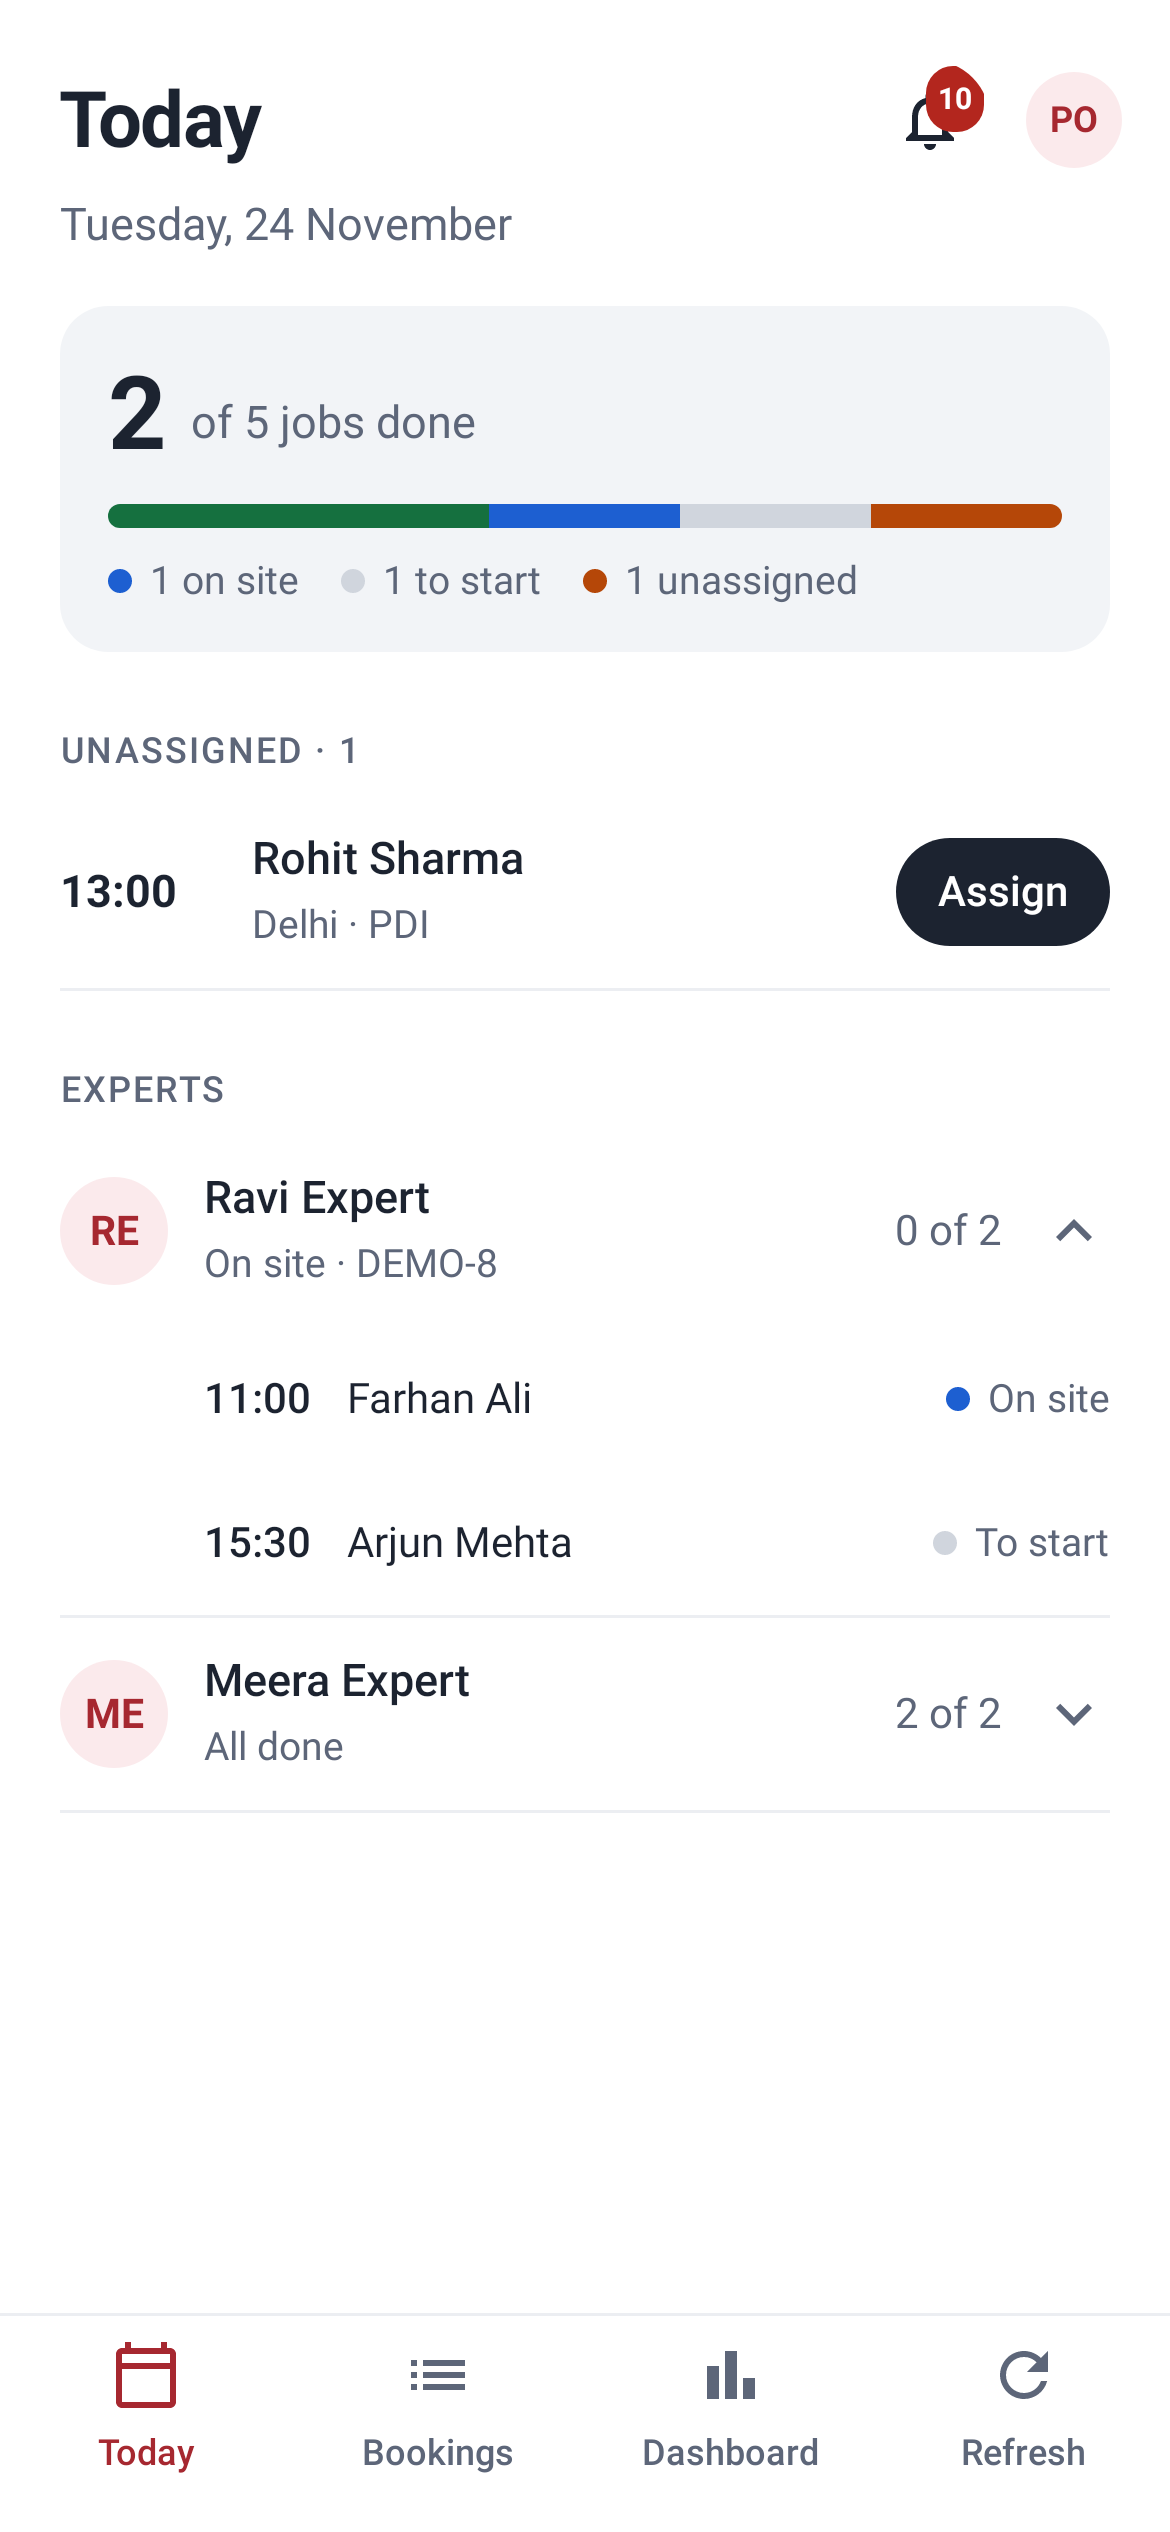 Today
10
PO
Tuesday, 24 November
2 of 5 jobs done
1 on site 1 to start 1 unassigned
UNASSIGNED · 1
13:00 Rohit Sharma
Delhi · PDI
Assign
EXPERTS
RE Ravi Expert
On site · DEMO-8
0 of 2
11:00 Farhan Ali On site
15:30 Arjun Mehta To start
ME Meera Expert
All done
2 of 2
Today Bookings Dashboard Refresh